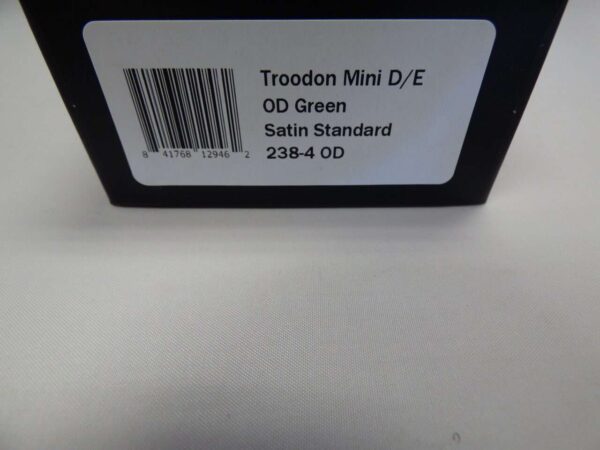 Troodon Mini D/E
OD Green
Satin Standard
238-4 OD
8 41768 12946 2